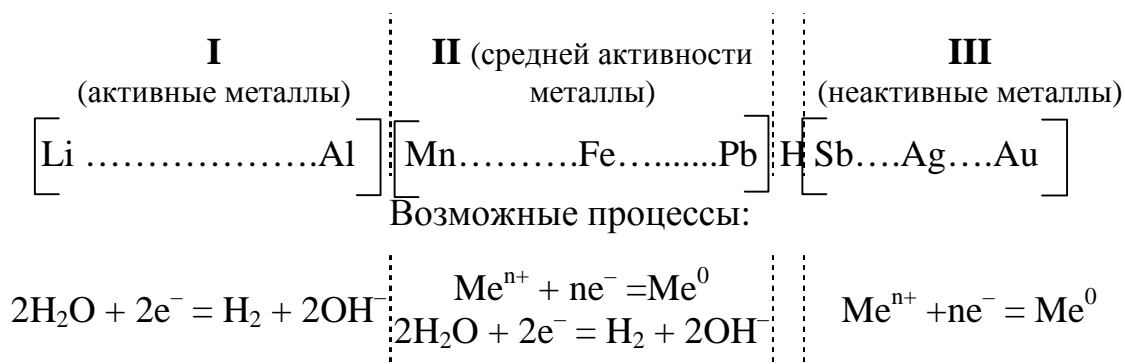 I
(активные металлы)
II (средней активности
металлы)
III
(неактивные металлы)
Li ………………….Al
Mn……….Fe….......Pb
H
Sb….Ag….Au
Возможные процессы:
2H₂O + 2e⁻ = H₂ + 2OH⁻
Meⁿ⁺ + ne⁻ =Me⁰
2H₂O + 2e⁻ = H₂ + 2OH⁻
Meⁿ⁺ +ne⁻ = Me⁰